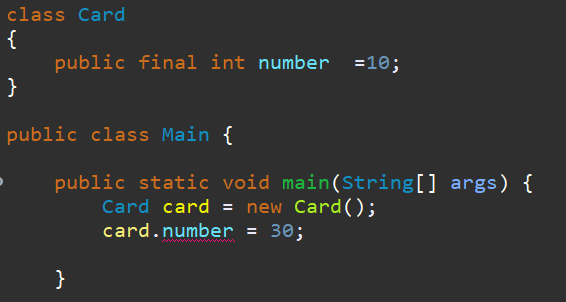 class Card
{
    public final int number  =10;
}
public class Main {
    public static void main(String[] args) {
        Card card = new Card();
        card.number = 30;
    }